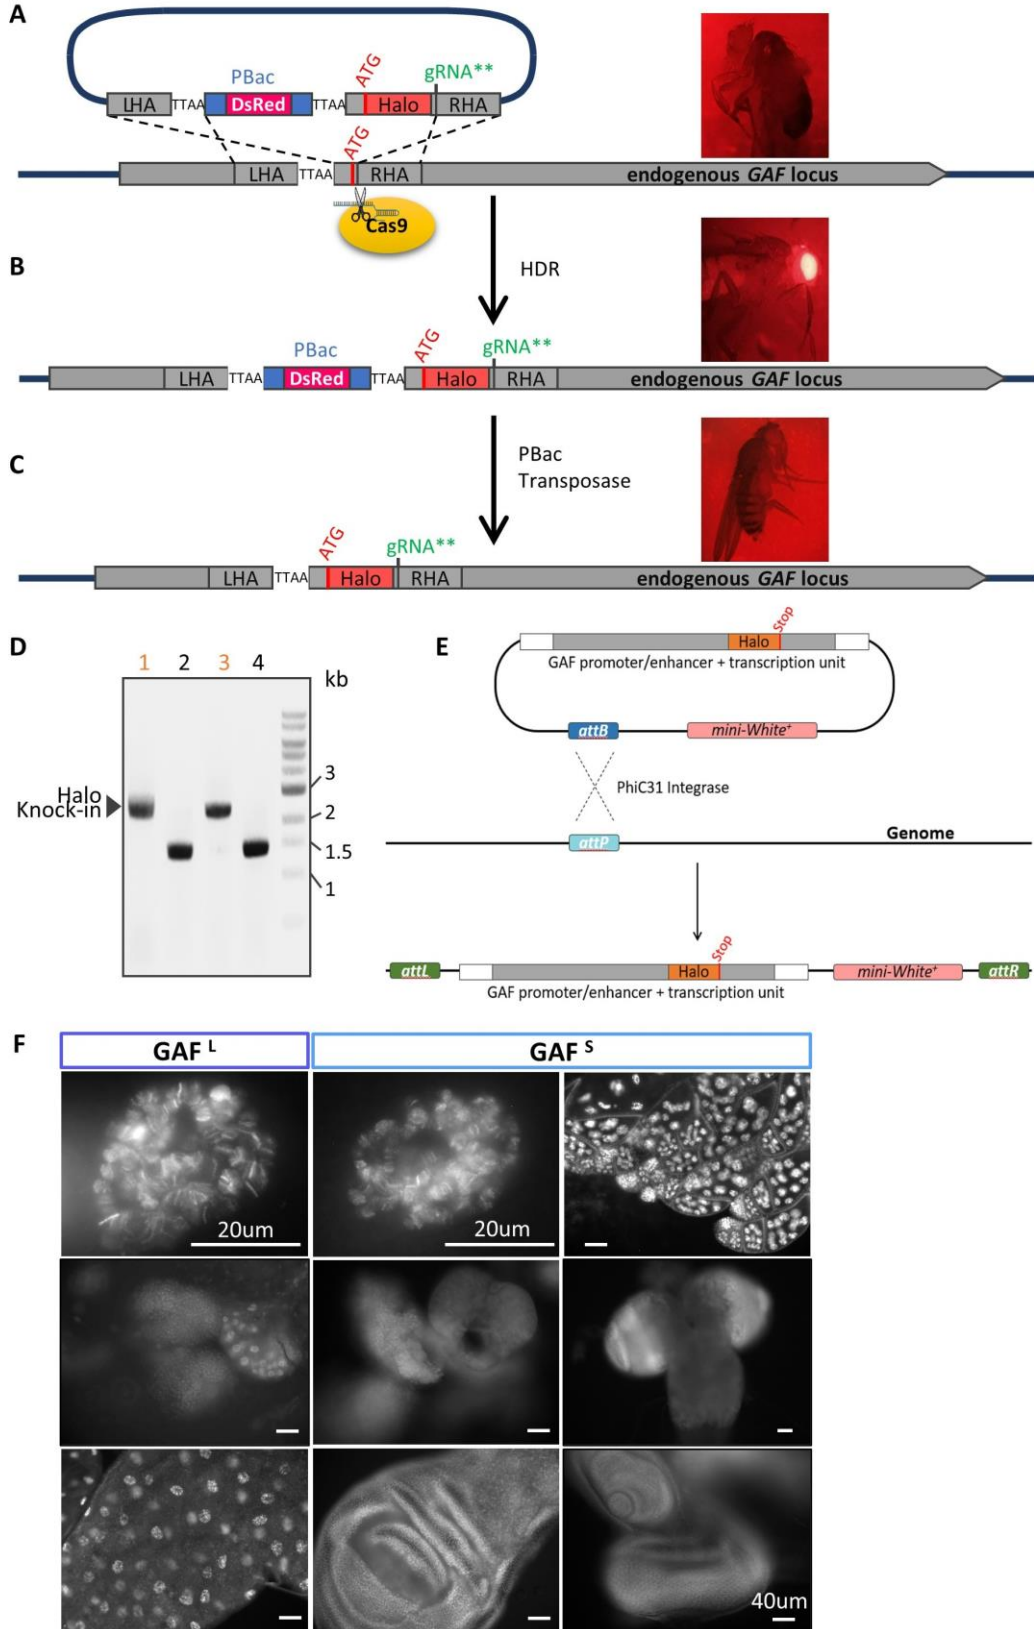 A
PBac
ATG
gRNA**
LHA TTAA DsRed TTAA Halo RHA
ATG
LHA TTAA RHA endogenous GAF locus
Cas9
B
HDR
PBac
ATG
gRNA**
LHA TTAA DsRed TTAA Halo RHA endogenous GAF locus
C
PBac
Transposase
ATG
gRNA**
LHA TTAA Halo RHA endogenous GAF locus
D
1 2 3 4
kb
Halo
Knock-in
3
2
1.5
1
E
Stop
Halo
GAF promoter/enhancer + transcription unit
attB mini-White+
PhiC31 Integrase
attP
Genome
Stop
attL Halo mini-White+ attR
GAF promoter/enhancer + transcription unit
F
GAF L GAF S
20um 20um
40um